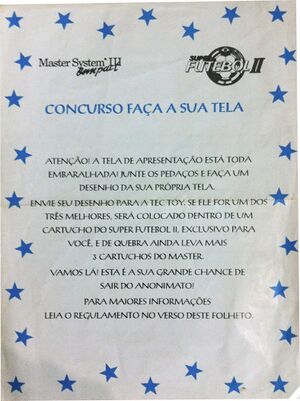 Master System III
Compact
SUPER
FUTEBOL II
CONCURSO FAÇA A SUA TELA
ATENÇÃO! A TELA DE APRESENTAÇÃO ESTÁ TODA
EMBARALHADA! JUNTE OS PEDAÇOS E FAÇA UM
DESENHO DA SUA PRÓPRIA TELA.
ENVIE SEU DESENHO PARA A TEC TOY. SE ELE FOR UM DOS
TRÊS MELHORES, SERÁ COLOCADO DENTRO DE UM
CARTUCHO DO SUPER FUTEBOL II, EXCLUSIVO PARA
VOCÊ, E DE QUEBRA AINDA LEVA MAIS
3 CARTUCHOS DO MASTER.
VAMOS LÁ! ESTA É A SUA GRANDE CHANCE DE
SAIR DO ANONIMATO!
PARA MAIORES INFORMAÇÕES
LEIA O REGULAMENTO NO VERSO DESTE FOLHETO.